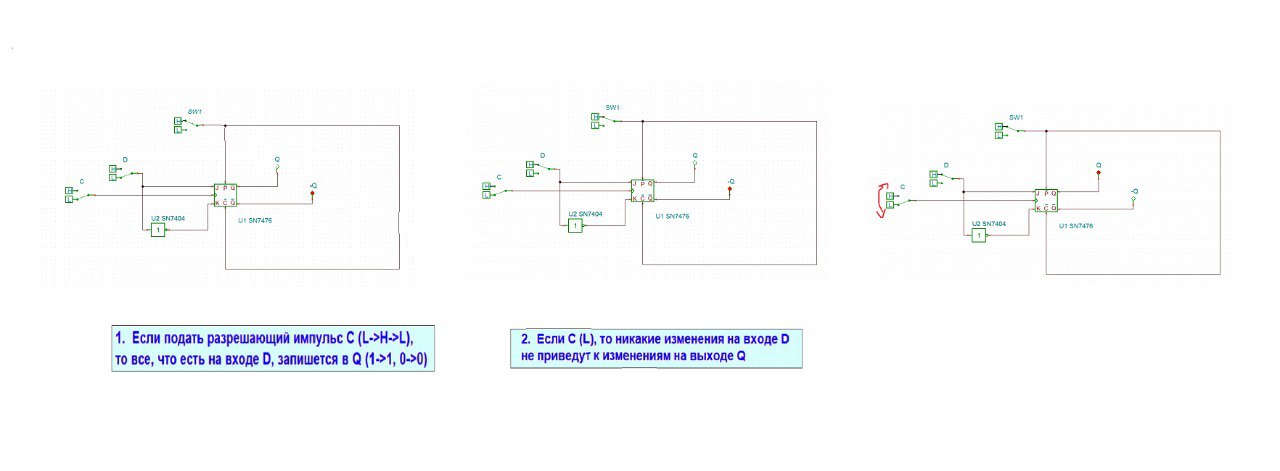 SW1
H
L
D
H
L
C
H
L
J P Q
K C Q
Q
-Q
U2 SN7404
1
U1 SN7476
SW1
H
L
D
H
L
C
H
L
J P Q
K C Q
Q
-Q
U2 SN7404
1
U1 SN7476
SW1
H
L
D
H
L
C
H
L
J P Q
K C Q
Q
-Q
U2 SN7404
1
U1 SN7476
1. Если подать разрешающий импульс C (L->H->L),
то все, что есть на входе D, запишется в Q (1->1, 0->0)
2. Если C (L), то никакие изменения на входе D
не приведут к изменениям на выходе Q